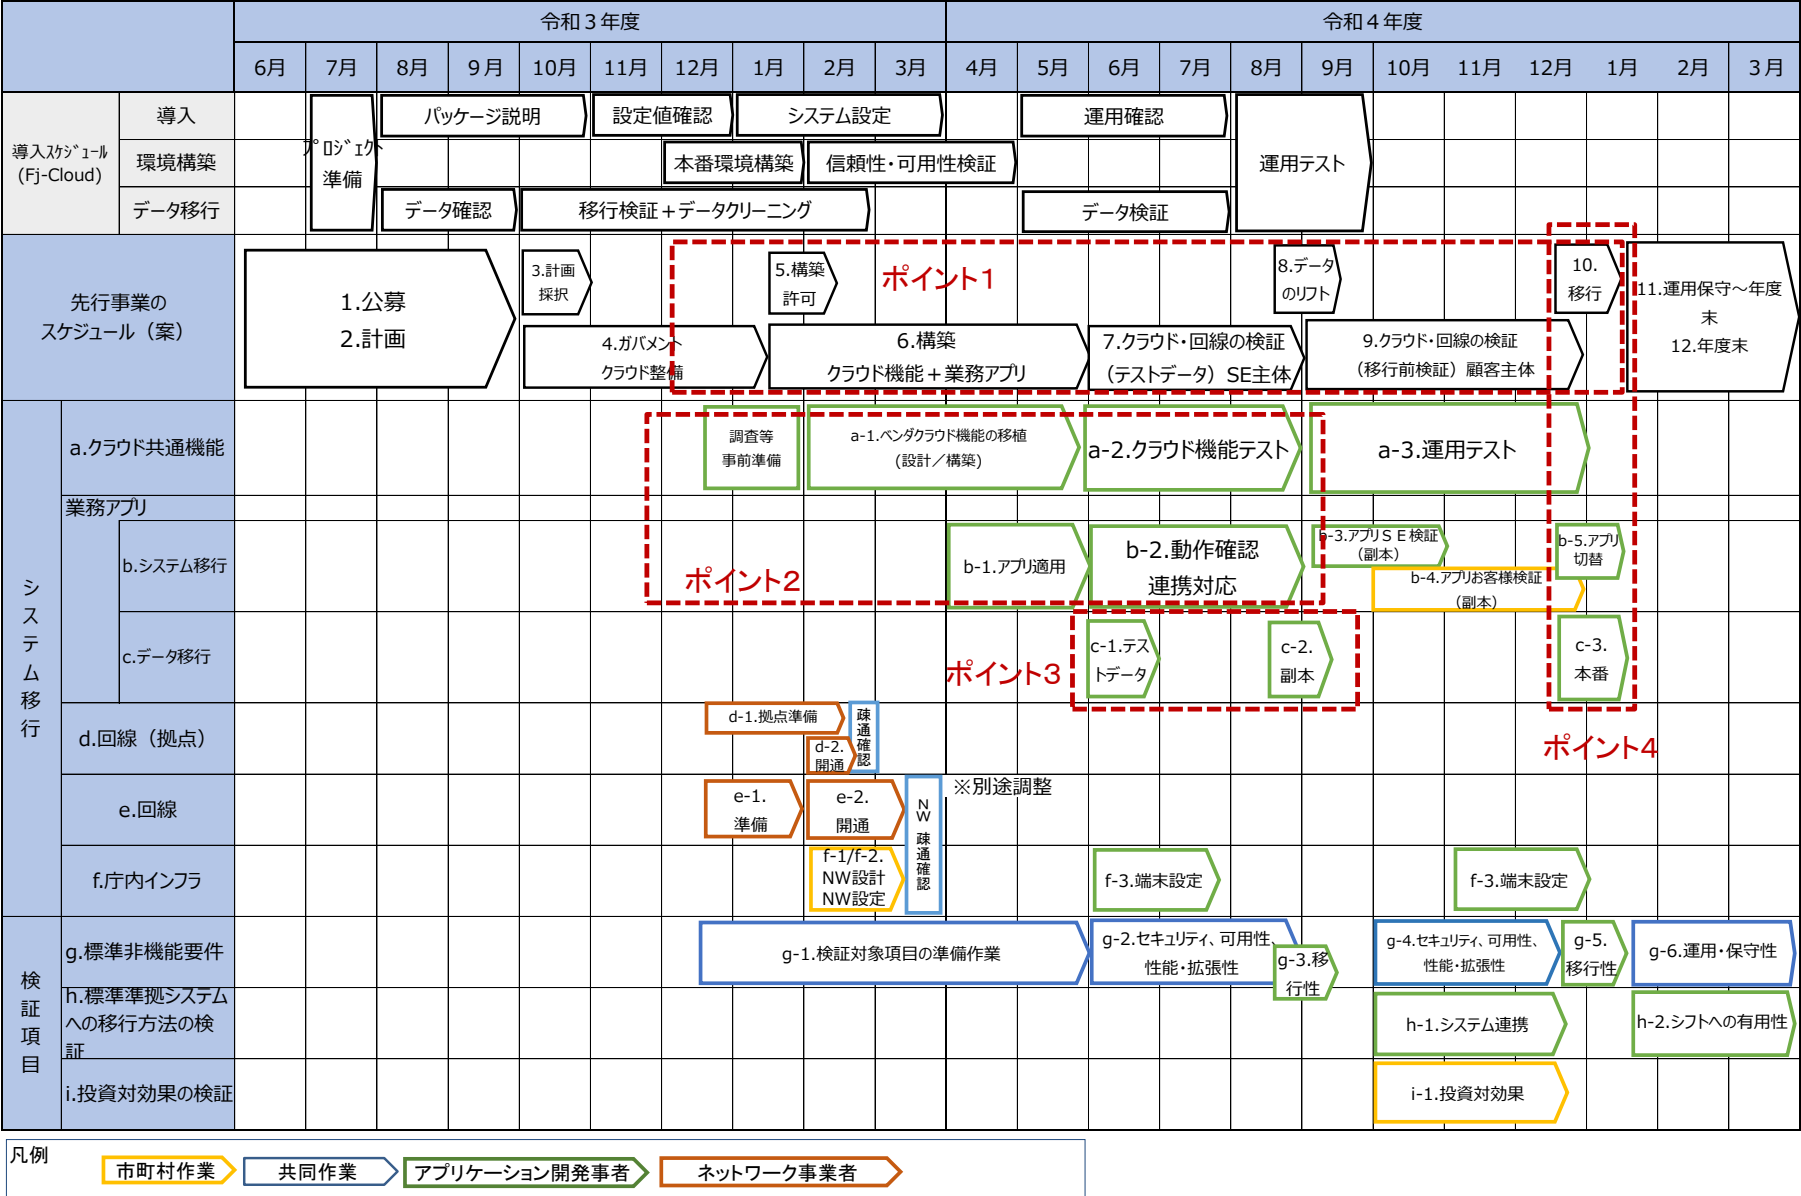 令和３年度
令和４年度
6月
7月
8月
9月
10月
11月
12月
1月
2月
3月
4月
5月
6月
7月
8月
9月
10月
11月
12月
1月
2月
3月
導入ｽｹｼﾞｭｰﾙ
(Fj-Cloud)
導入
環境構築
データ移行
ﾌﾟﾛｼﾞｪｸﾄ
準備
パッケージ説明
設定値確認
システム設定
運用確認
本番環境構築
信頼性・可用性検証
運用テスト
データ確認
移行検証＋データクリーニング
データ検証
先行事業の
スケジュール（案）
1.公募
2.計画
3.計画
採択
4.ガバメント
クラウド整備
5.構築
許可
ポイント1
6.構築
クラウド機能＋業務アプリ
7.クラウド・回線の検証
（テストデータ）SE主体
8.データ
のリフト
9.クラウド・回線の検証
（移行前検証）顧客主体
10.
移行
11.運用保守～年度
末
12.年度末
システム移行
a.クラウド共通機能
調査等
事前準備
a-1.ベンダクラウド機能の移植
(設計／構築)
a-2.クラウド機能テスト
a-3.運用テスト
業務アプリ
b.システム移行
ポイント2
b-1.アプリ適用
b-2.動作確認
連携対応
b-3.アプリＳＥ検証
（副本）
b-4.アプリお客様検証
（副本）
b-5.アプリ
切替
c.データ移行
ポイント3
c-1.テス
トデータ
c-2.
副本
c-3.
本番
ポイント4
d.回線（拠点）
d-1.拠点準備
d-2.
開通
疎通確認
e.回線
e-1.
準備
e-2.
開通
NW疎通確認
※別途調整
f.庁内インフラ
f-1/f-2.
NW設計
NW設定
f-3.端末設定
f-3.端末設定
検証項目
g.標準非機能要件
g-1.検証対象項目の準備作業
g-2.セキュリティ、可用性、
性能・拡張性
g-3.移
行性
g-4.セキュリティ、可用性、
性能・拡張性
g-5.
移行性
g-6.運用・保守性
h.標準準拠システム
への移行方法の検
証
h-1.システム連携
h-2.シフトへの有用性
i.投資対効果の検証
i-1.投資対効果
凡例
市町村作業
共同作業
アプリケーション開発事者
ネットワーク事業者